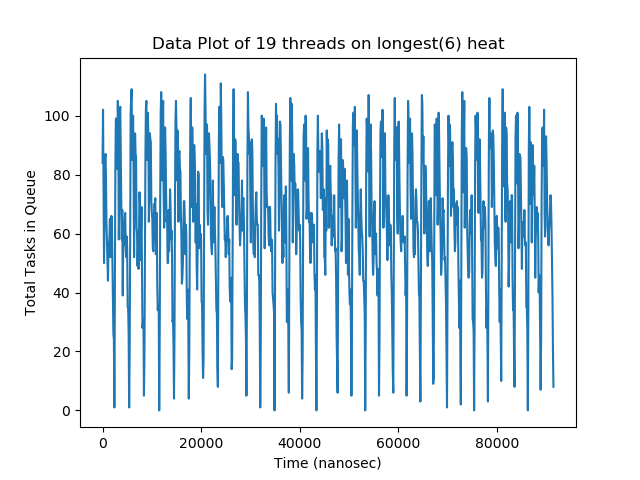 Data Plot of 19 threads on longest(6) heat
Total Tasks in Queue
100
80
60
40
20
0
0 20000 40000 60000 80000
Time (nanosec)